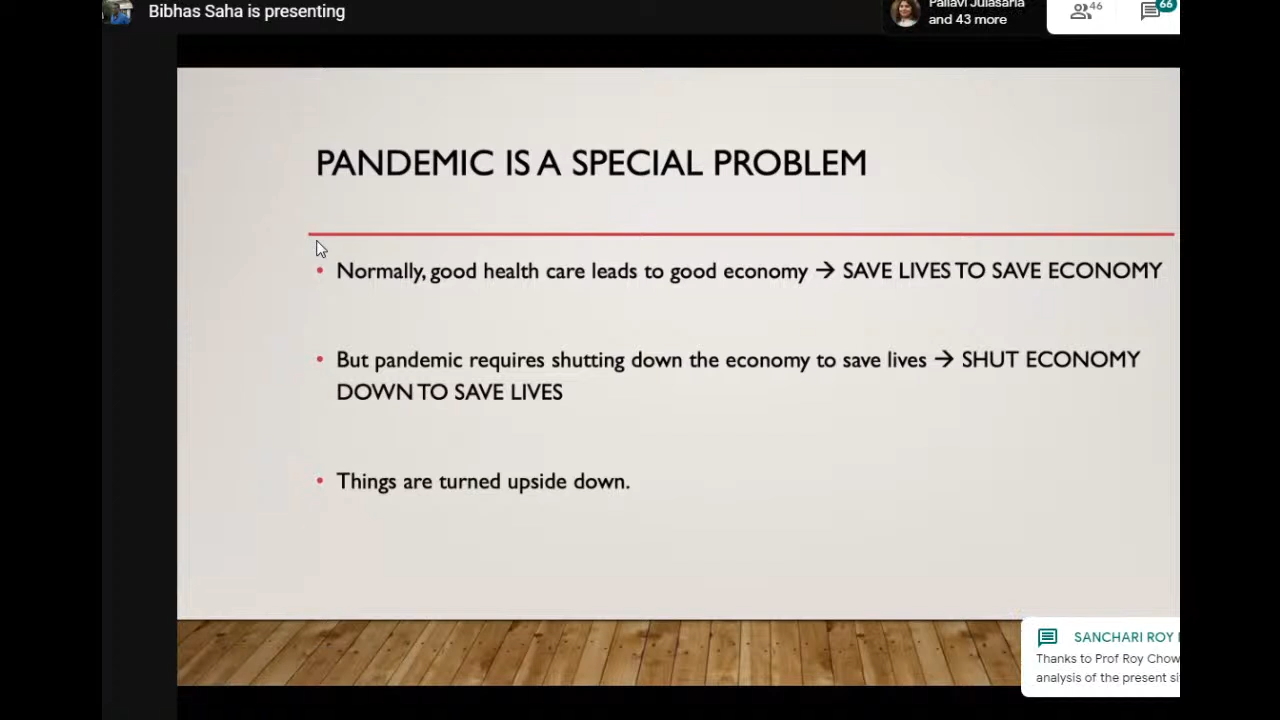 Bibhas Saha is presenting
Pallavi Julasaria
and 43 more
46
66
PANDEMIC IS A SPECIAL PROBLEM
• Normally, good health care leads to good economy → SAVE LIVES TO SAVE ECONOMY
• But pandemic requires shutting down the economy to save lives → SHUT ECONOMY
DOWN TO SAVE LIVES
• Things are turned upside down.
SANCHARI ROY
Thanks to Prof Roy Chow
analysis of the present si